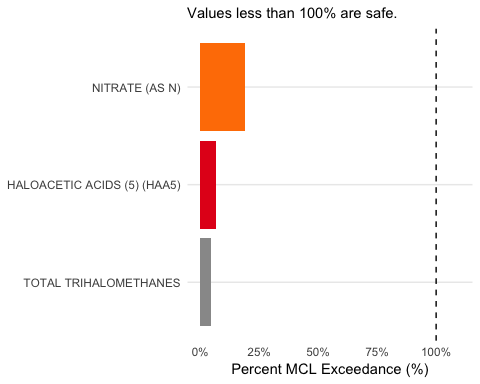 Values less than 100% are safe.
NITRATE (AS N)
HALOACETIC ACIDS (5) (HAA5)
TOTAL TRIHALOMETHANES
0% 25% 50% 75% 100%
Percent MCL Exceedance (%)